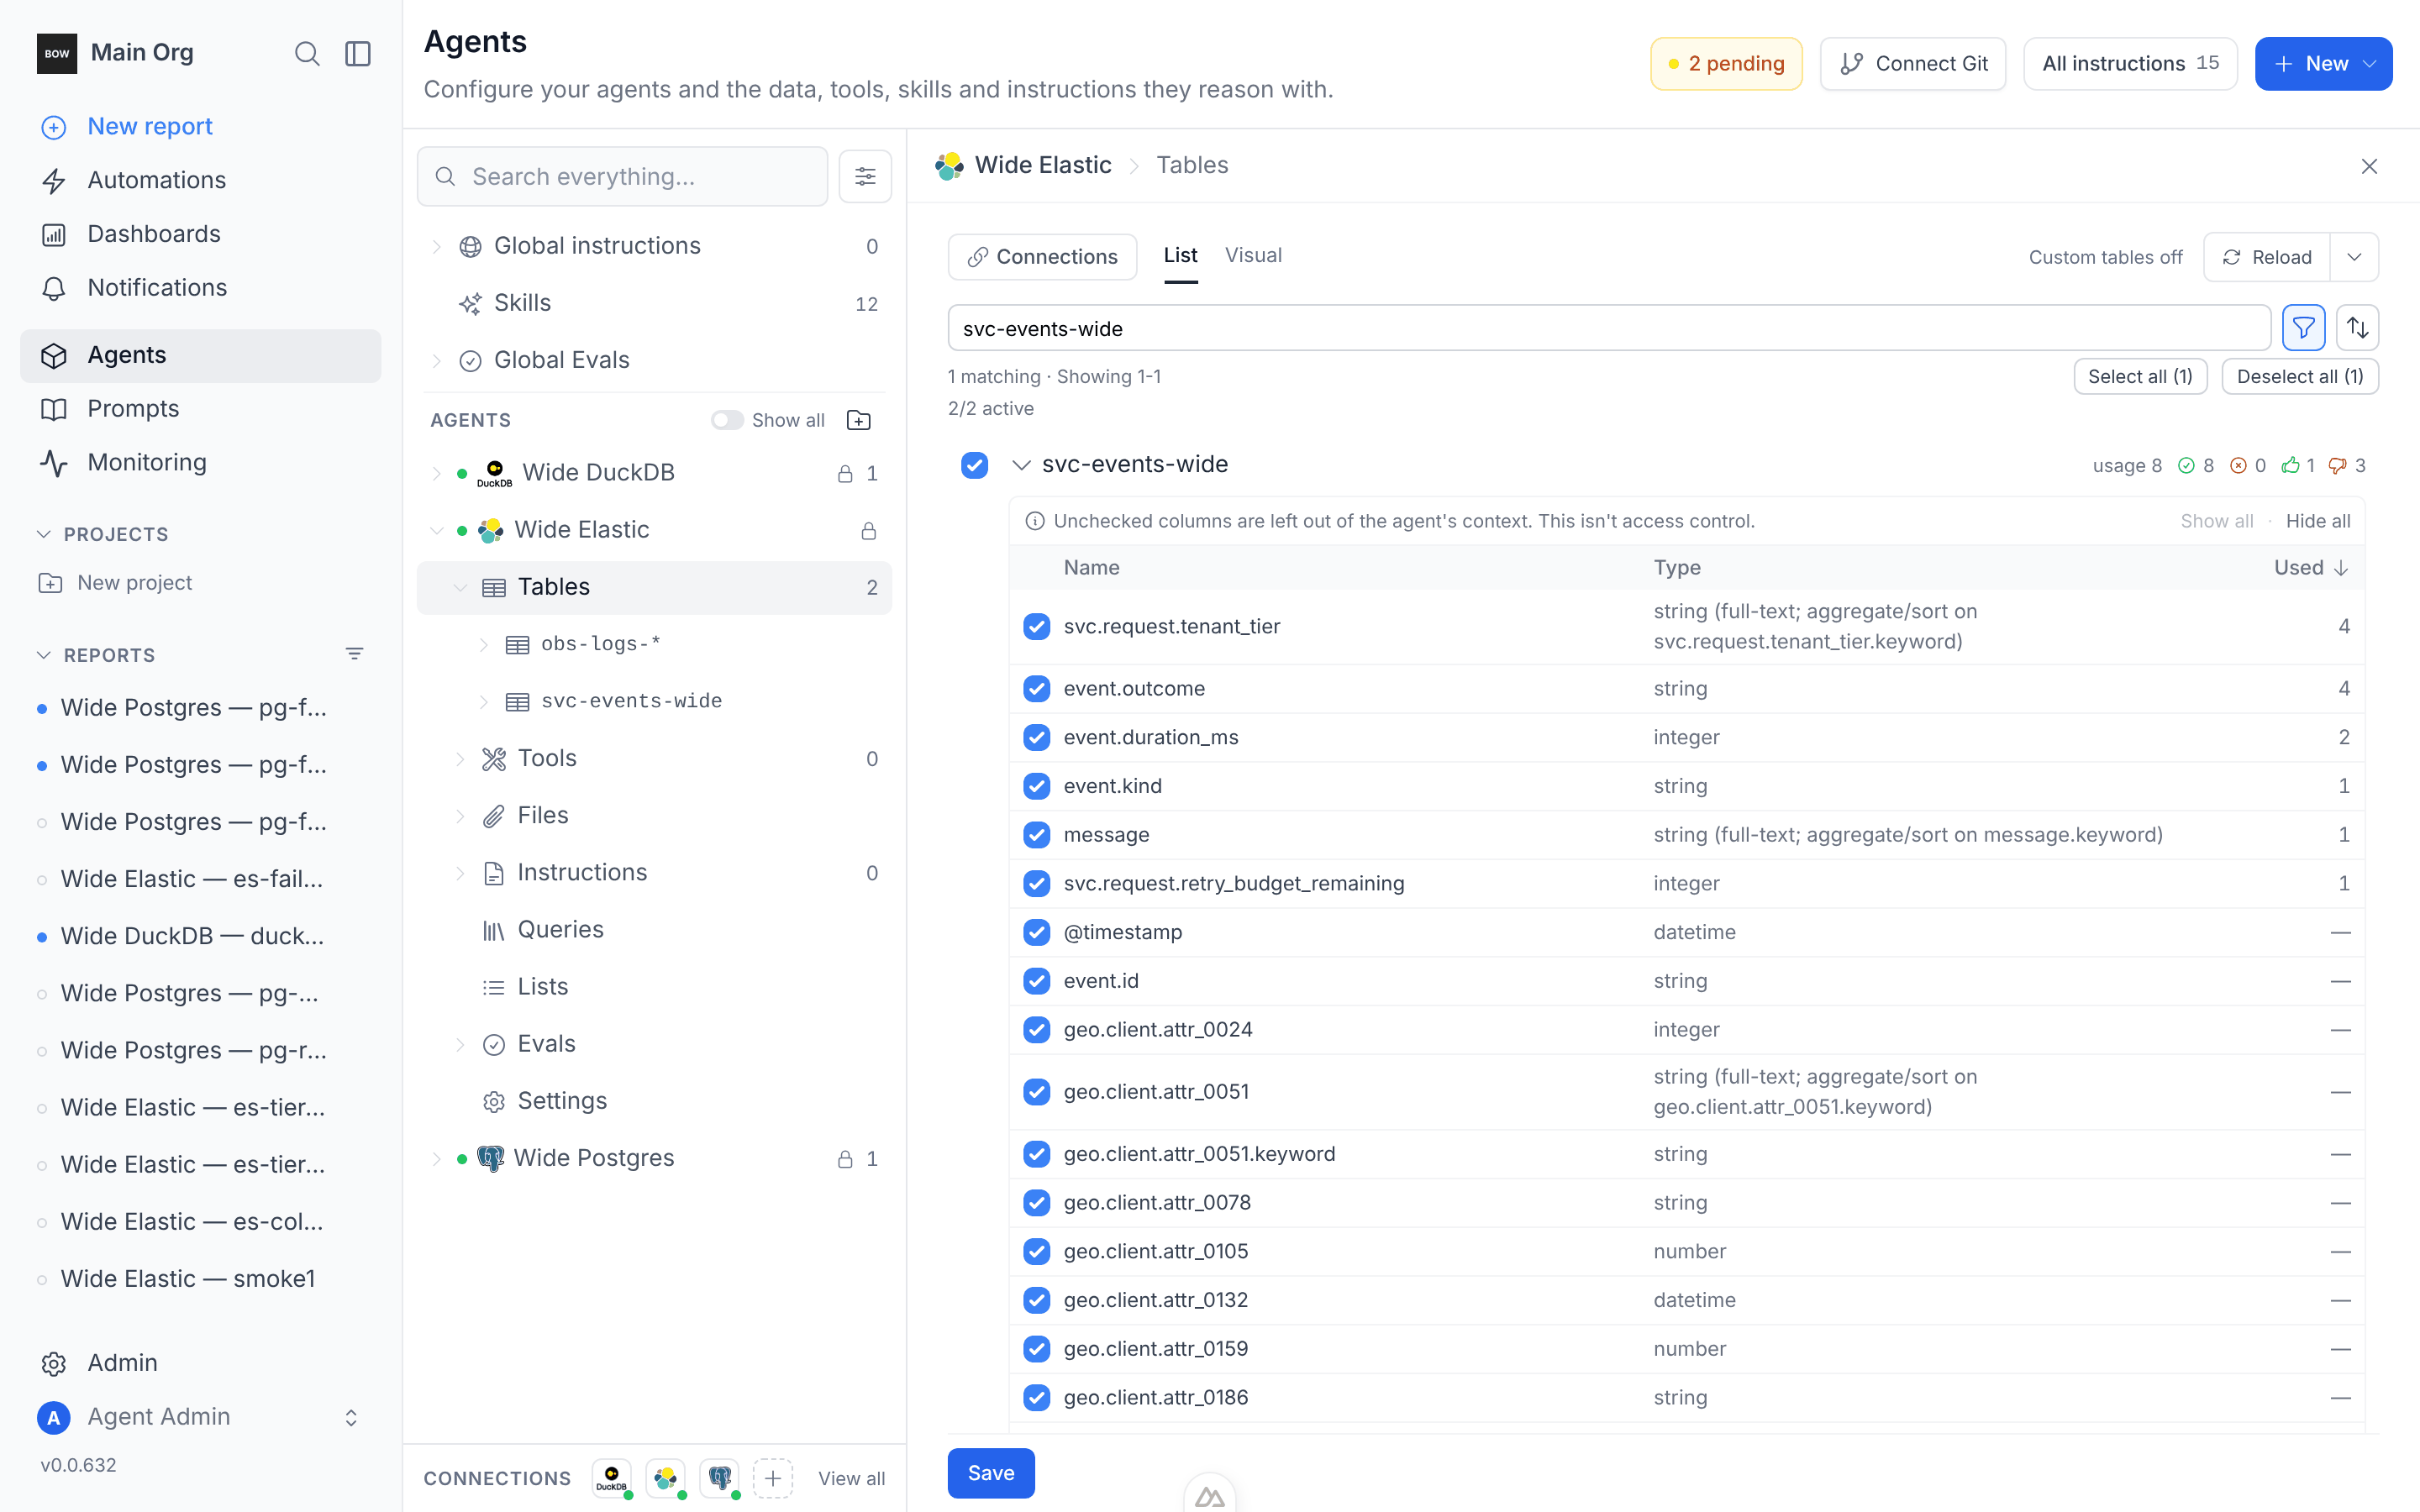 BOW
Main Org
New report
Automations
Dashboards
Notifications
Agents
Prompts
Monitoring
PROJECTS
New project
REPORTS
Wide Postgres — pg-f...
Wide Postgres — pg-f...
Wide Postgres — pg-f...
Wide Elastic — es-fail...
Wide DuckDB — duck...
Wide Postgres — pg-...
Wide Postgres — pg-r...
Wide Elastic — es-tier...
Wide Elastic — es-tier...
Wide Elastic — es-col...
Wide Elastic — smoke1
Admin
A Agent Admin
v0.0.632
Agents
Configure your agents and the data, tools, skills and instructions they reason with.
2 pending
Connect Git
All instructions 15
New
Search everything...
Global instructions 0
Skills 12
Global Evals
AGENTS Show all
DuckDB Wide DuckDB 1
Wide Elastic
Tables 2
obs-logs-*
svc-events-wide
Tools 0
Files
Instructions 0
Queries
Lists
Evals
Settings
Wide Postgres 1
CONNECTIONS DuckDB View all
Wide Elastic Tables
Connections List Visual Custom tables off Reload
svc-events-wide
1 matching · Showing 1-1 Select all (1) Deselect all (1)
2/2 active
svc-events-wide usage 8 8 0 1 3
Unchecked columns are left out of the agent's context. This isn't access control. Show all · Hide all
Name Type Used
svc.request.tenant_tier string (full-text; aggregate/sort on svc.request.tenant_tier.keyword) 4
event.outcome string 4
event.duration_ms integer 2
event.kind string 1
message string (full-text; aggregate/sort on message.keyword) 1
svc.request.retry_budget_remaining integer 1
@timestamp datetime —
event.id string —
geo.client.attr_0024 integer —
geo.client.attr_0051 string (full-text; aggregate/sort on geo.client.attr_0051.keyword) —
geo.client.attr_0051.keyword string —
geo.client.attr_0078 string —
geo.client.attr_0105 number —
geo.client.attr_0132 datetime —
geo.client.attr_0159 number —
geo.client.attr_0186 string —
Save